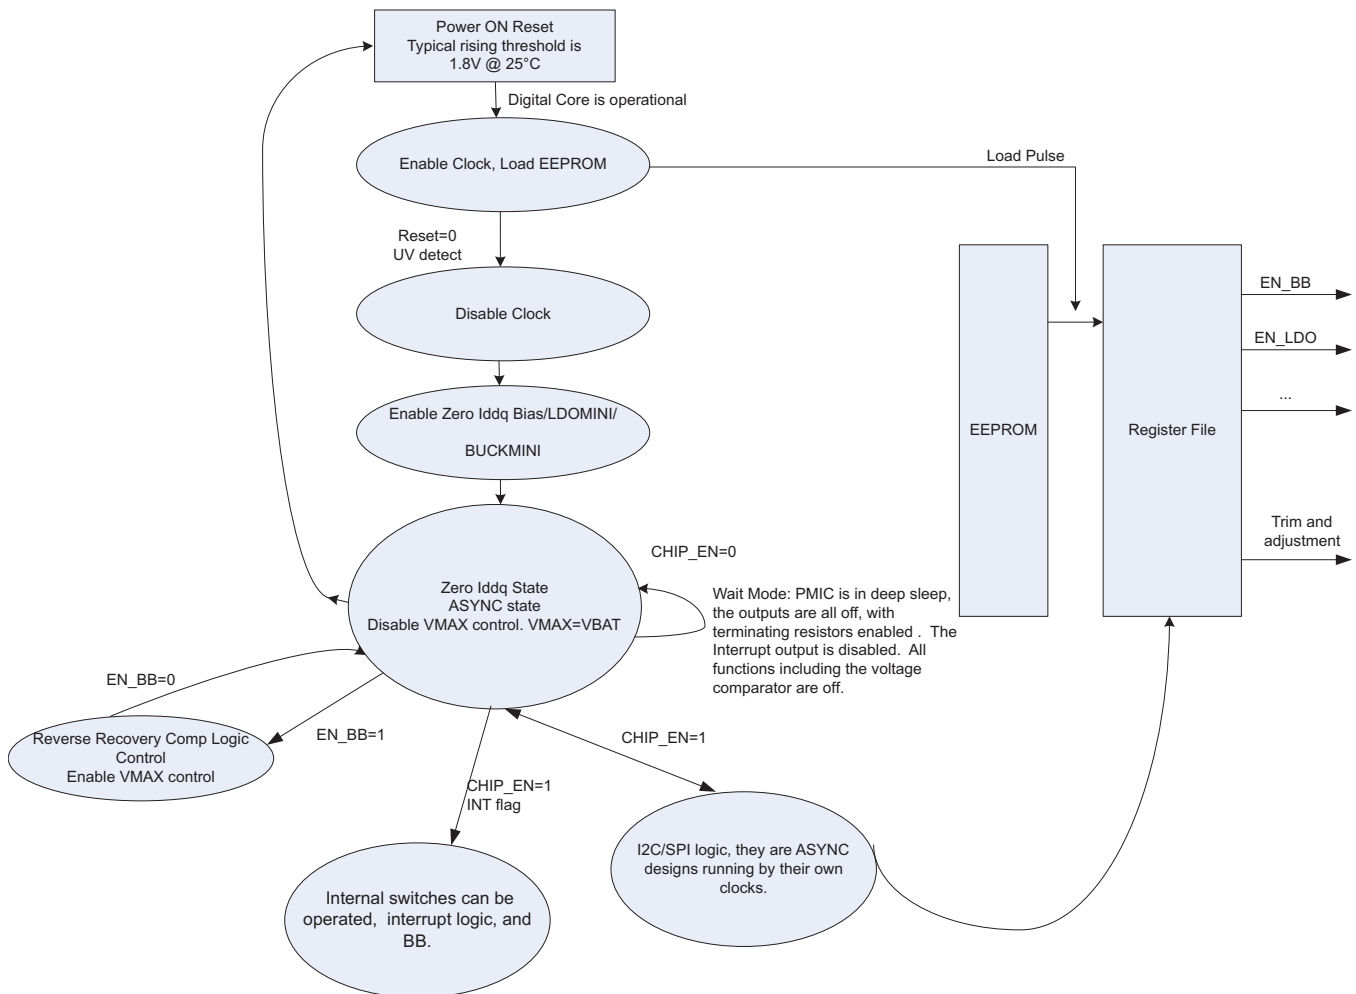 Power ON Reset
Typical rising threshold is
1.8V @ 25°C
Digital Core is operational
Enable Clock, Load EEPROM
Load Pulse
Reset=0
UV detect
Disable Clock
Enable Zero Iddq Bias/LDOMINI/
BUCKMINI
EEPROM
Register File
EN_BB
EN_LDO
...
Trim and
adjustment
CHIP_EN=0
Zero Iddq State
ASYNC state
Disable VMAX control. VMAX=VBAT
Wait Mode: PMIC is in deep sleep,
the outputs are all off, with
terminating resistors enabled . The
Interrupt output is disabled. All
functions including the voltage
comparator are off.
EN_BB=0
EN_BB=1
Reverse Recovery Comp Logic
Control
Enable VMAX control
CHIP_EN=1
INT flag
CHIP_EN=1
Internal switches can be
operated, interrupt logic, and
BB.
I2C/SPI logic, they are ASYNC
designs running by their own
clocks.